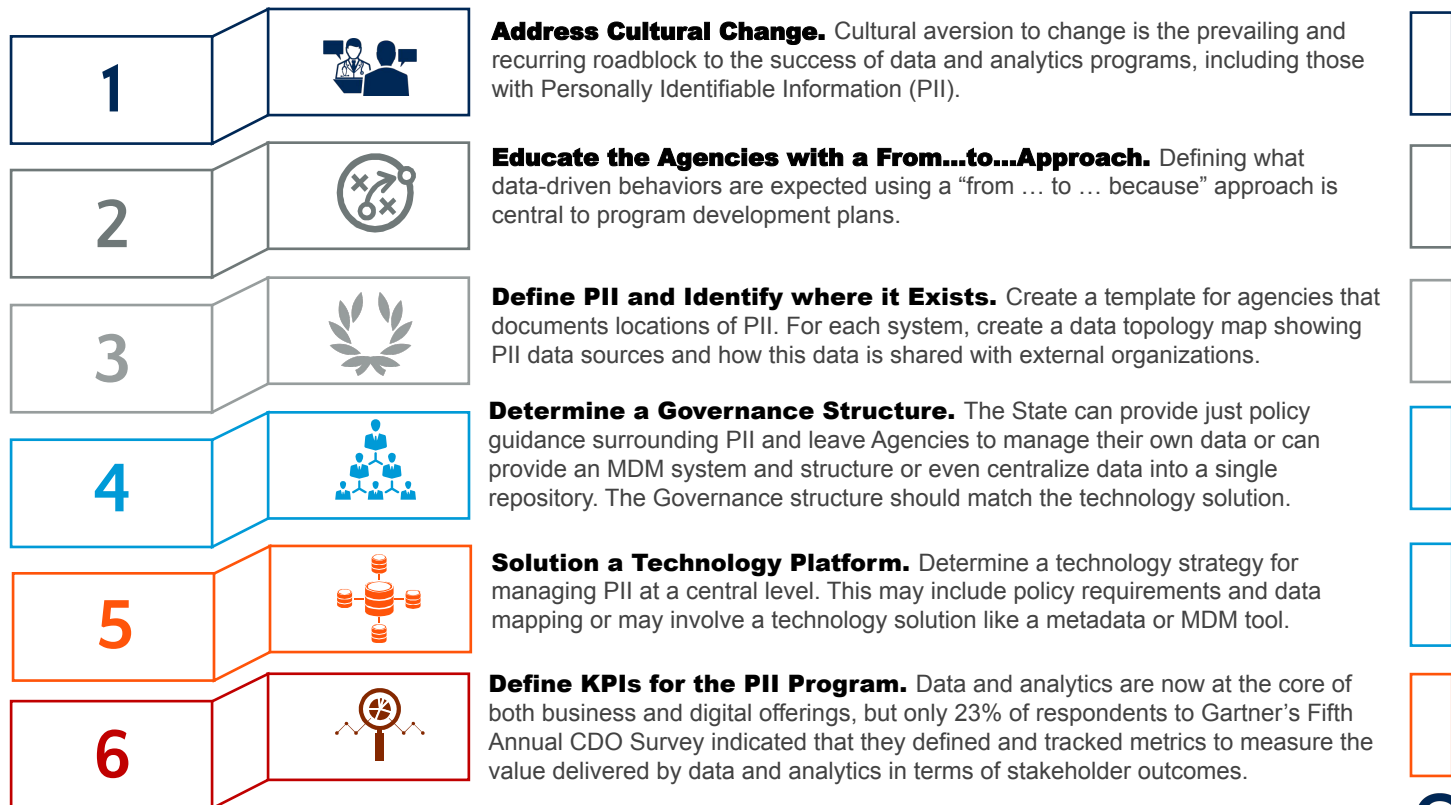 1
Address Cultural Change. Cultural aversion to change is the prevailing and
recurring roadblock to the success of data and analytics programs, including those
with Personally Identifiable Information (PII).
2
Educate the Agencies with a From...to...Approach. Defining what
data-driven behaviors are expected using a “from … to … because” approach is
central to program development plans.
3
Define PII and Identify where it Exists. Create a template for agencies that
documents locations of PII. For each system, create a data topology map showing
PII data sources and how this data is shared with external organizations.
4
Determine a Governance Structure. The State can provide just policy
guidance surrounding PII and leave Agencies to manage their own data or can
provide an MDM system and structure or even centralize data into a single
repository. The Governance structure should match the technology solution.
5
Solution a Technology Platform. Determine a technology strategy for
managing PII at a central level. This may include policy requirements and data
mapping or may involve a technology solution like a metadata or MDM tool.
6
Define KPIs for the PII Program. Data and analytics are now at the core of
both business and digital offerings, but only 23% of respondents to Gartner’s Fifth
Annual CDO Survey indicated that they defined and tracked metrics to measure the
value delivered by data and analytics in terms of stakeholder outcomes.